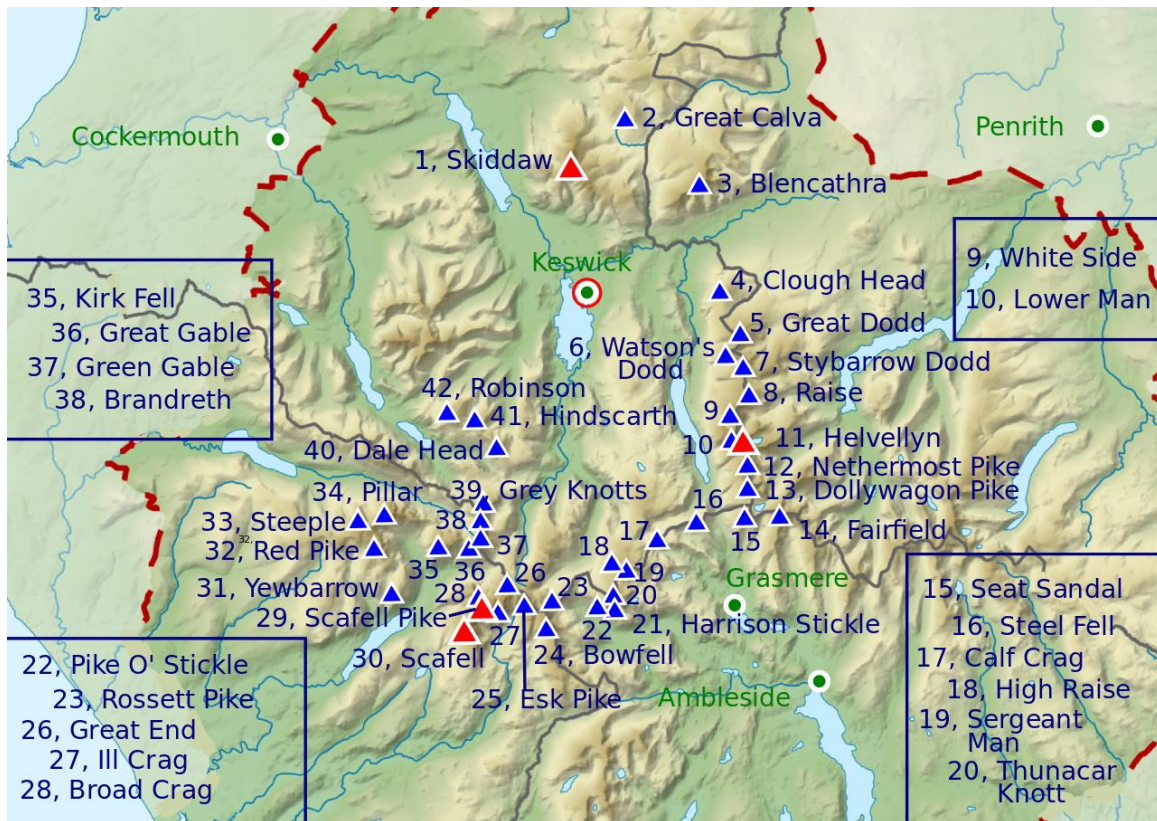 2, Great Calva
Cockermouth
Penrith
1, Skiddaw
3, Blencathra
Keswick
9, White Side
10, Lower Man
4, Clough Head
35, Kirk Fell
36, Great Gable
37, Green Gable
38, Brandreth
5, Great Dodd
6, Watson's
Dodd
7, Stybarrow Dodd
8, Raise
42, Robinson
41, Hindscarth
9
10
11, Helvellyn
40, Dale Head
12, Nethermost Pike
39, Grey Knotts
13, Dollywagon Pike
34, Pillar
16
33, Steeple
38
17
15
14, Fairfield
32,
32, Red Pike
37
35
36
18
19
26
23
Grasmere
31, Yewbarrow
28
20
29, Scafell Pike
27
22
21, Harrison Stickle
30, Scafell
24, Bowfell
25, Esk Pike
Ambleside
22, Pike O' Stickle
23, Rossett Pike
26, Great End
27, Ill Crag
28, Broad Crag
15, Seat Sandal
16, Steel Fell
17, Calf Crag
18, High Raise
19, Sergeant
Man
20, Thunacar
Knott